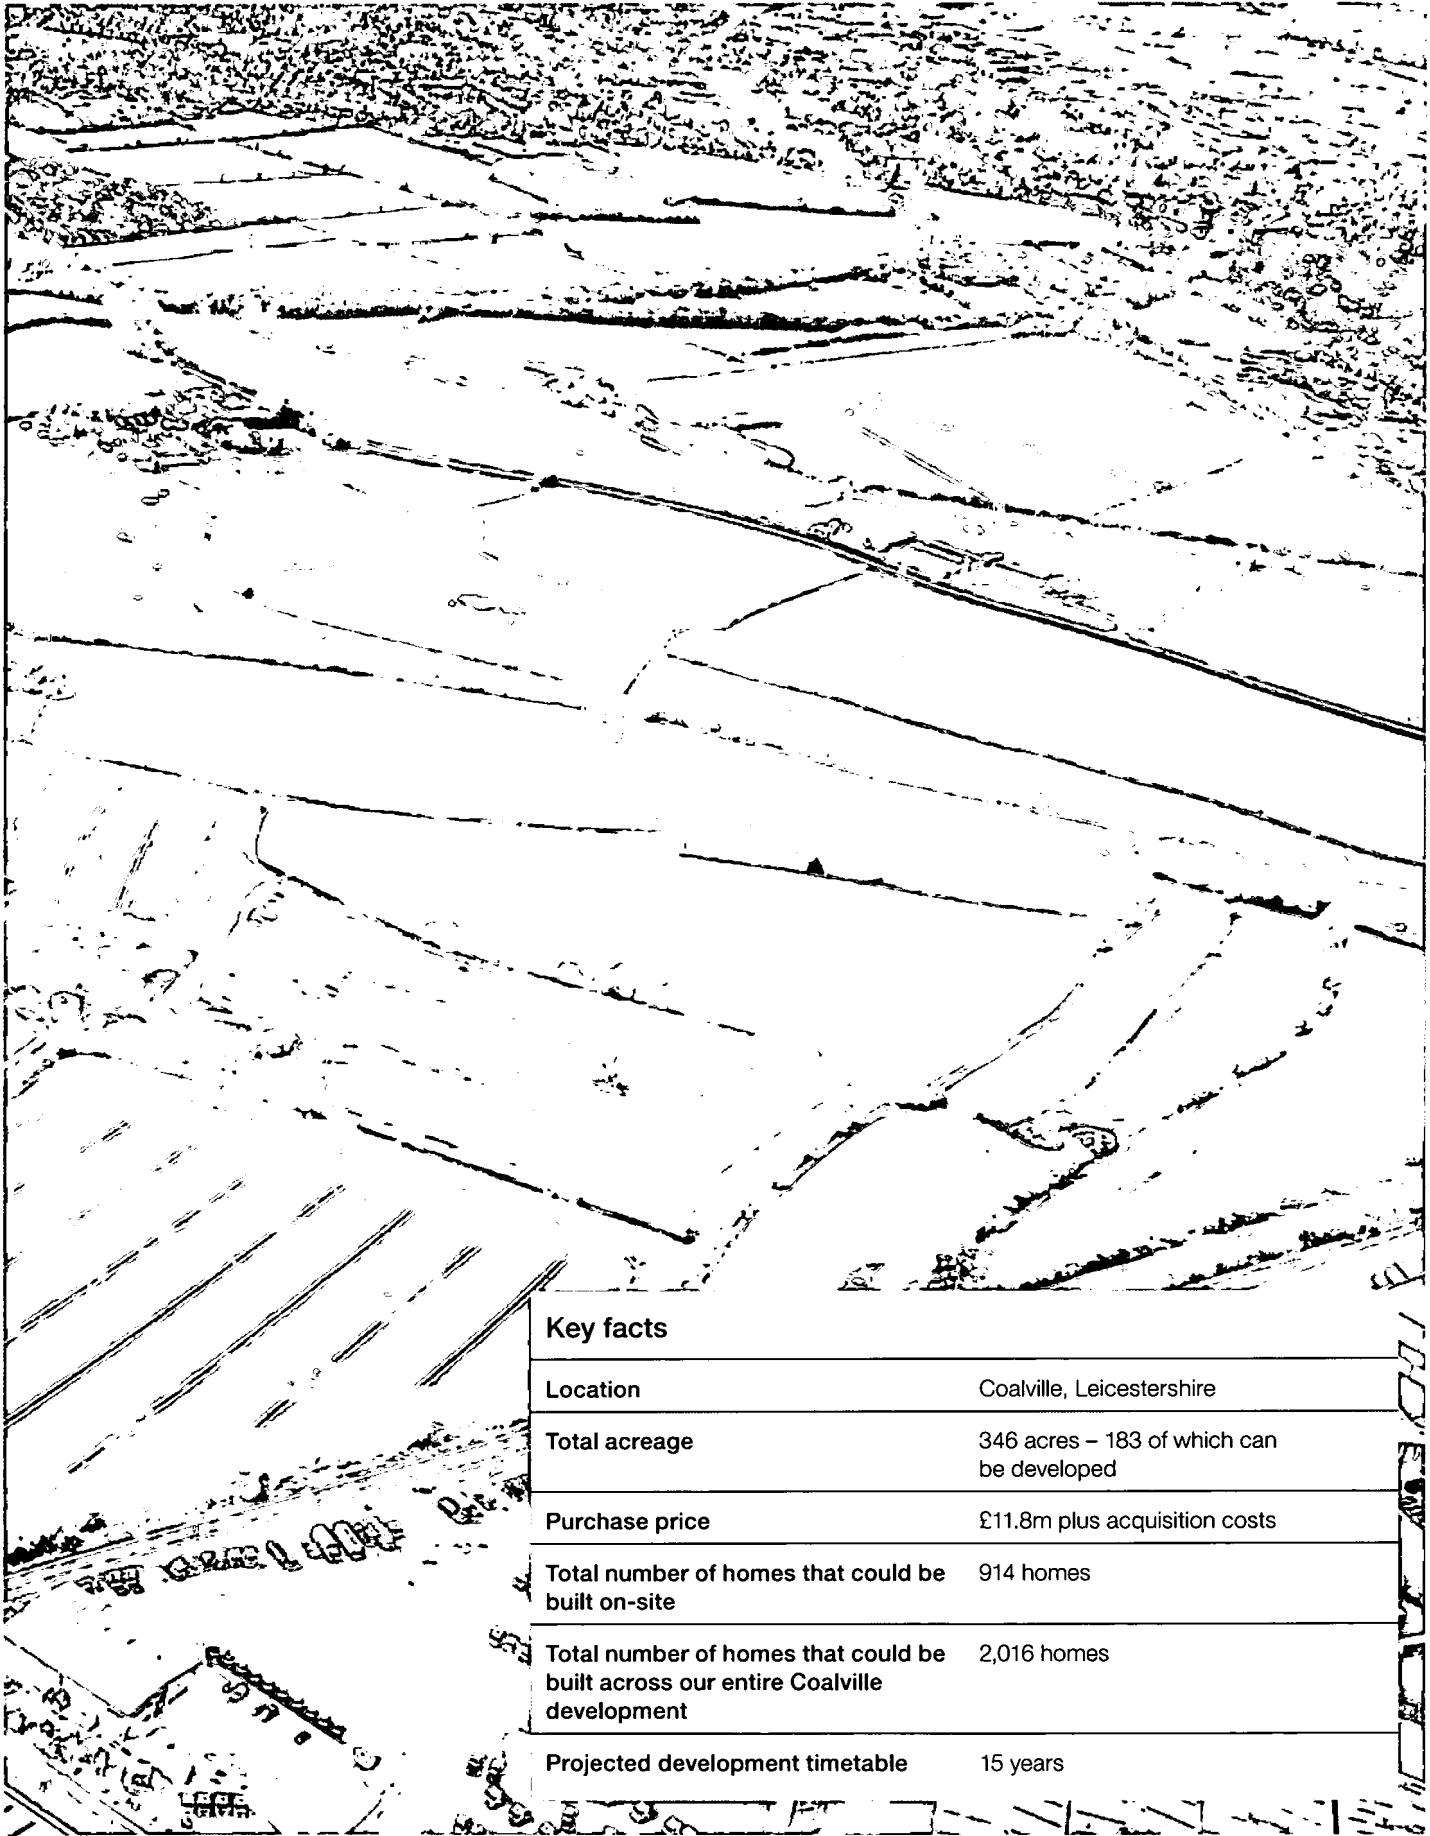 Key facts
Location
Coalville, Leicestershire
Total acreage
346 acres – 183 of which can
be developed
Purchase price
£11.8m plus acquisition costs
Total number of homes that could be
built on-site
914 homes
Total number of homes that could be
built across our entire Coalville
development
2,016 homes
Projected development timetable
15 years